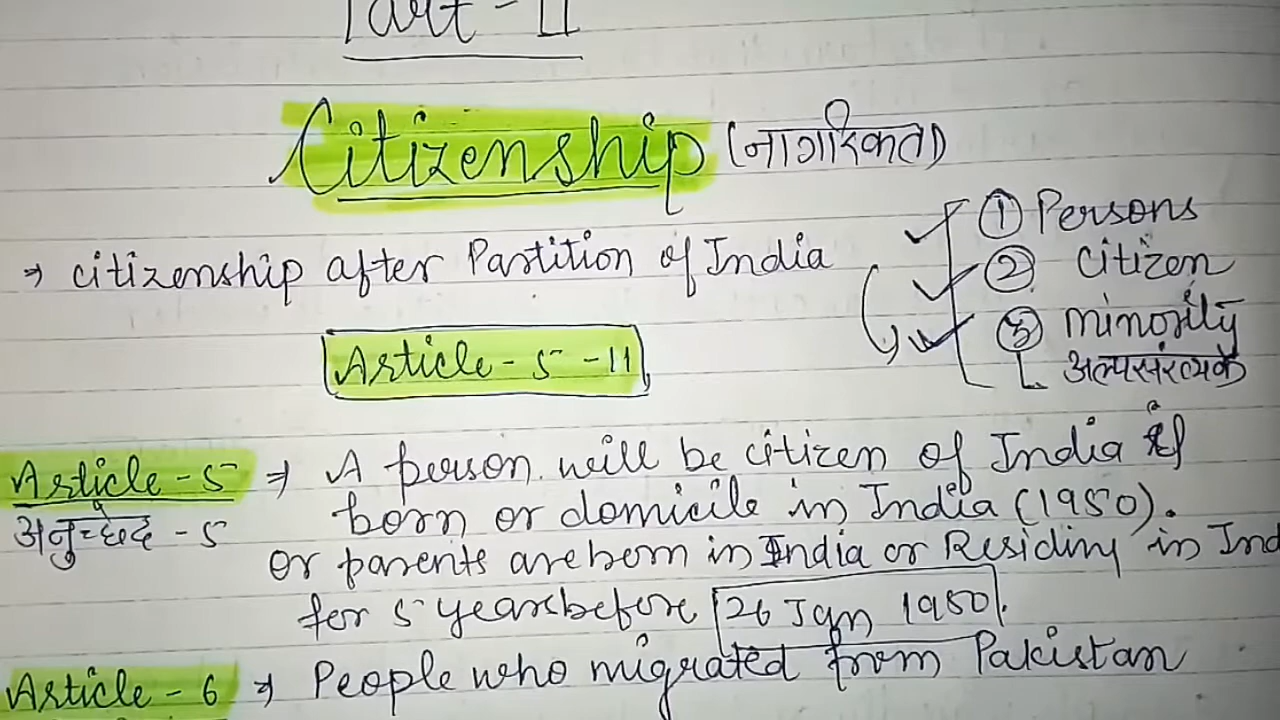 Part - II
Citizenship (नागरिकता)
→ citizenship after Partition of India
① Persons
② Citizen
③ minority
अल्पसंख्यक
Article - 5 - 11
Article - 5 → A person will be citizen of India if
अनुच्छेद - 5 born or domicile in India (1950).
or parents are born in India or Residing in Ind
for 5 years before 26 Jan 1950.
Article - 6 → People who migrated from Pakistan